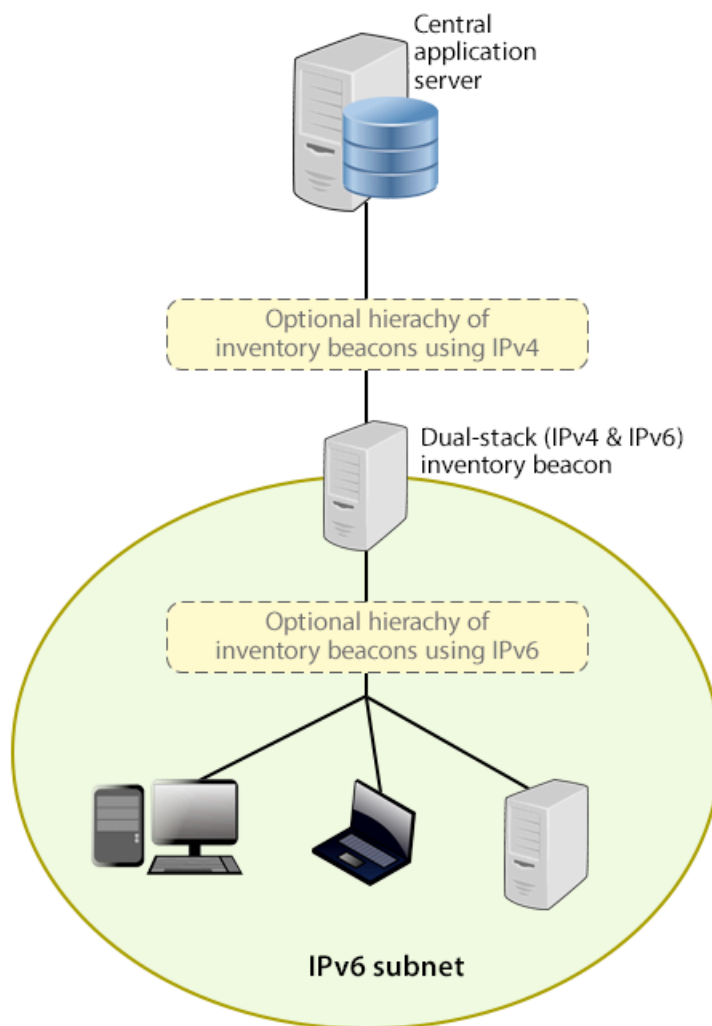 Central
application
server
Optional hierachy of
inventory beacons using IPv4
Dual-stack (IPv4 & IPv6)
inventory beacon
Optional hierachy of
inventory beacons using IPv6
IPv6 subnet